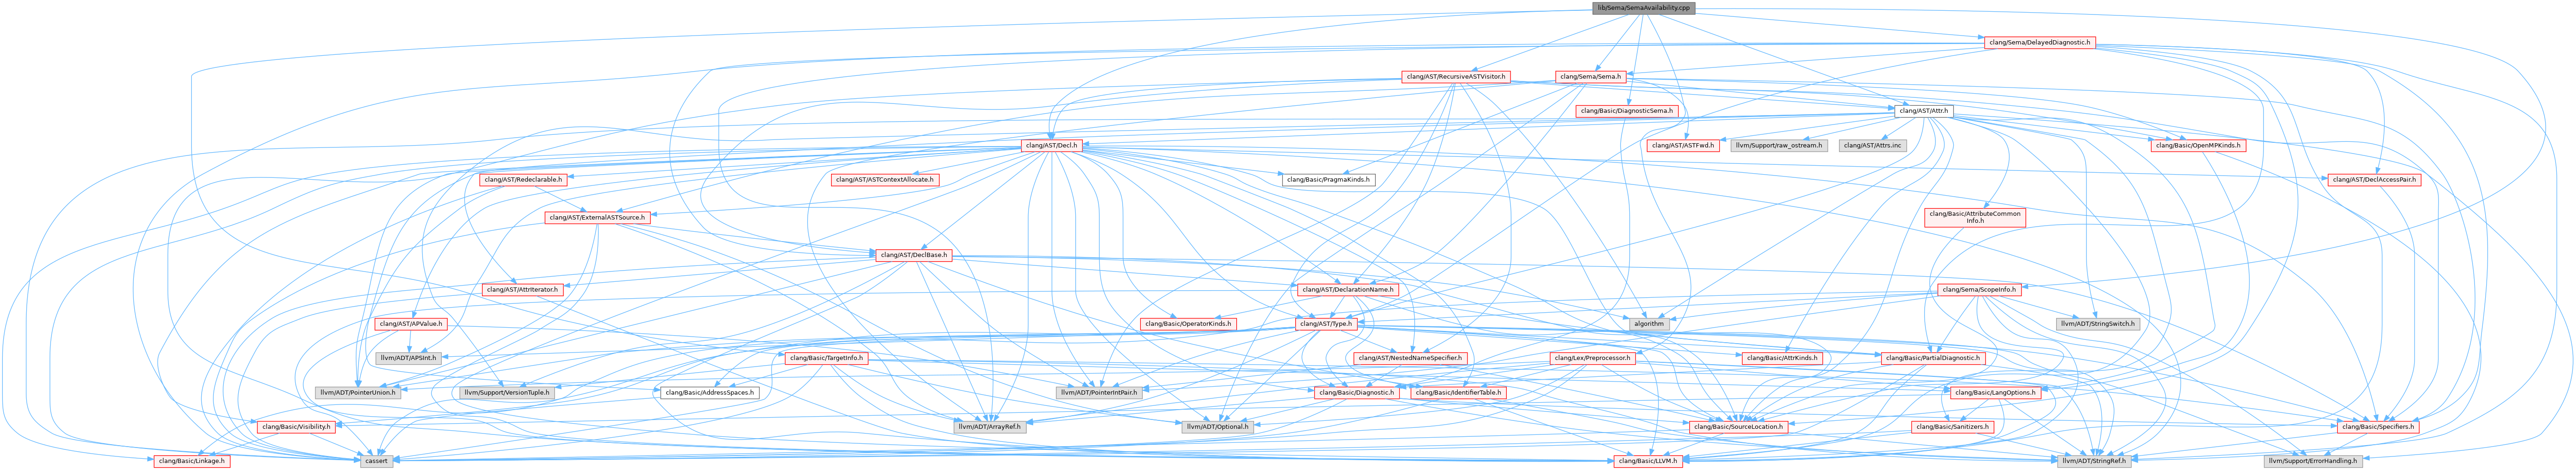 lib/Sema/SemaAvailability.cpp
clang/Sema/DelayedDiagnostic.h
clang/AST/RecursiveASTVisitor.h
clang/Sema/Sema.h
clang/Basic/DiagnosticSema.h
clang/AST/Attr.h
clang/AST/Decl.h
clang/AST/ASTFwd.h
llvm/Support/raw_ostream.h
clang/AST/Attrs.inc
clang/Basic/OpenMPKinds.h
clang/AST/Redeclarable.h
clang/AST/ASTContextAllocate.h
clang/Basic/PragmaKinds.h
clang/AST/DeclAccessPair.h
clang/AST/ExternalASTSource.h
clang/Basic/AttributeCommon
Info.h
clang/AST/DeclBase.h
clang/AST/AttrIterator.h
clang/AST/DeclarationName.h
clang/Sema/ScopeInfo.h
clang/AST/APValue.h
clang/Basic/OperatorKinds.h
clang/AST/Type.h
algorithm
llvm/ADT/StringSwitch.h
llvm/ADT/APSInt.h
clang/Basic/TargetInfo.h
clang/AST/NestedNameSpecifier.h
clang/Lex/Preprocessor.h
clang/Basic/AttrKinds.h
clang/Basic/PartialDiagnostic.h
llvm/ADT/PointerUnion.h
llvm/Support/VersionTuple.h
clang/Basic/AddressSpaces.h
llvm/ADT/PointerIntPair.h
clang/Basic/Diagnostic.h
clang/Basic/IdentifierTable.h
clang/Basic/LangOptions.h
clang/Basic/Visibility.h
llvm/ADT/ArrayRef.h
llvm/ADT/Optional.h
clang/Basic/SourceLocation.h
clang/Basic/Sanitizers.h
clang/Basic/Specifiers.h
clang/Basic/Linkage.h
cassert
clang/Basic/LLVM.h
llvm/ADT/StringRef.h
llvm/Support/ErrorHandling.h